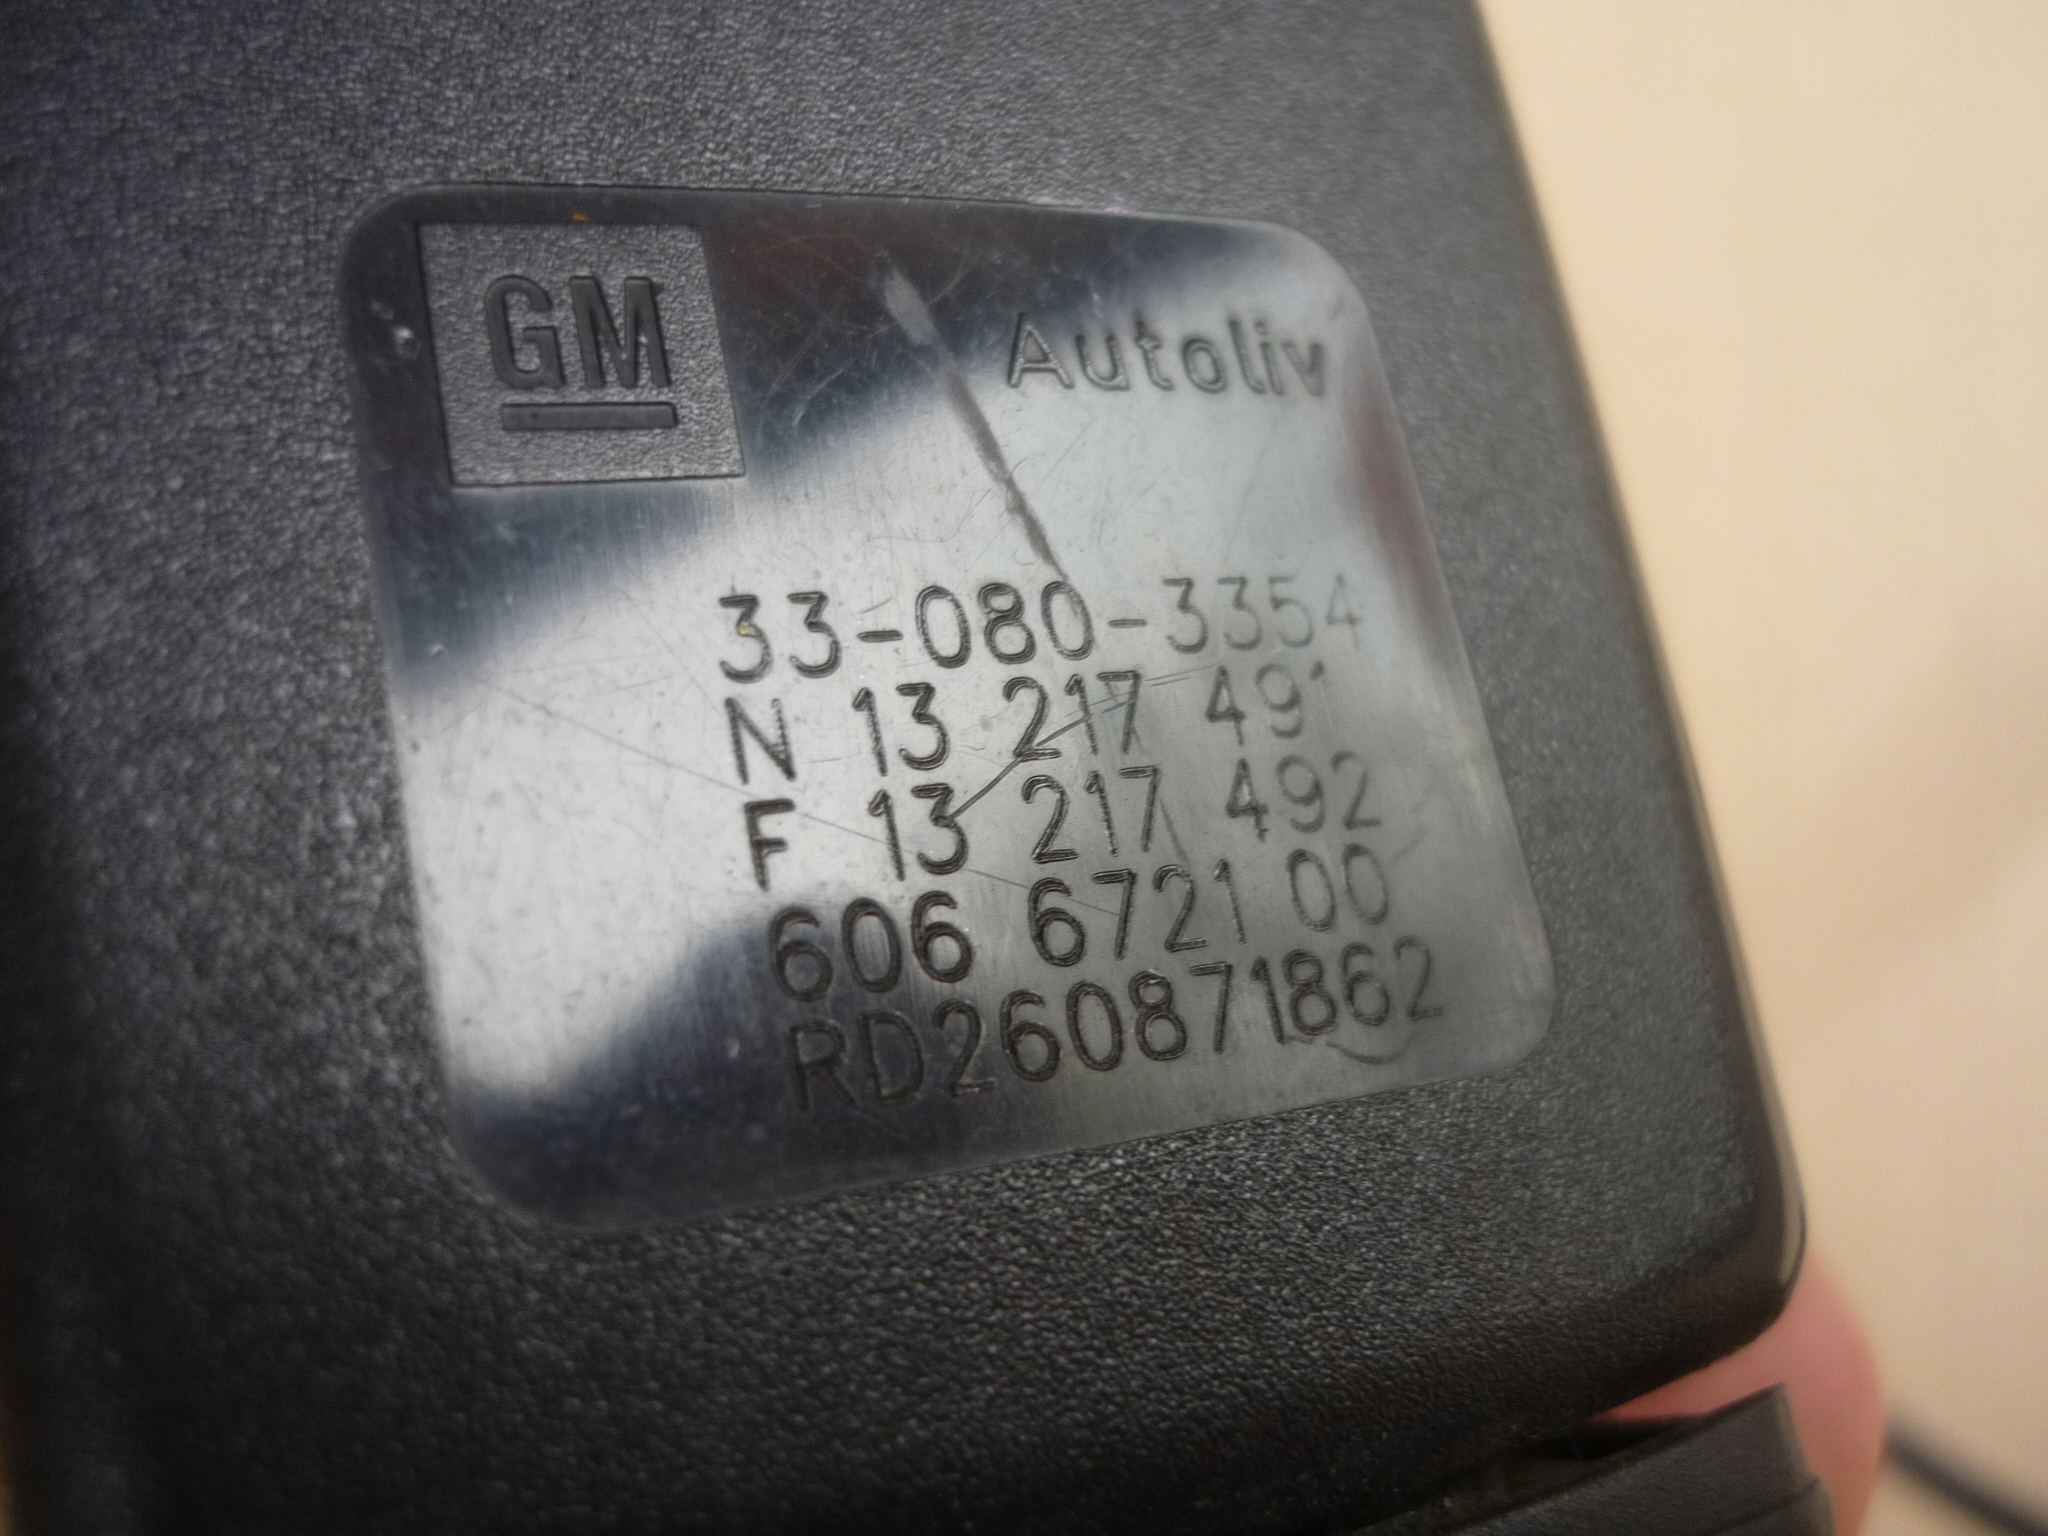 GM
Autoliv
33-080-3354
N 13 217 491
F 13 217 492
606 6721 00
RD260871862